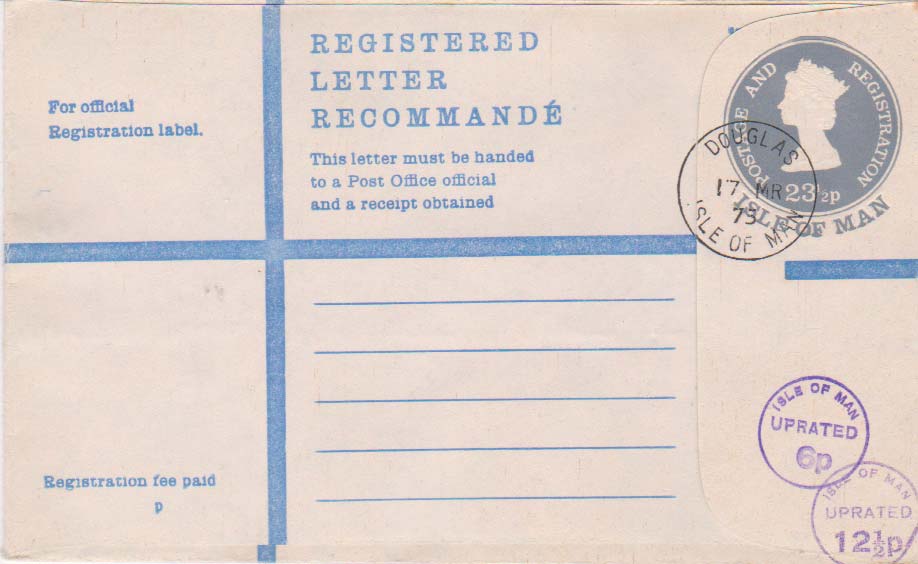 REGISTERED
LETTER
RECOMMANDÉ
For official
Registration label.
This letter must be handed
to a Post Office official
and a receipt obtained
POSTAGE AND REGISTRATION
23½p
ISLE OF MAN
DOUGLAS
17 MR
73
ISLE OF MAN
Registration fee paid
p
ISLE OF MAN
UPRATED
6p
ISLE OF MAN
UPRATED
12½p